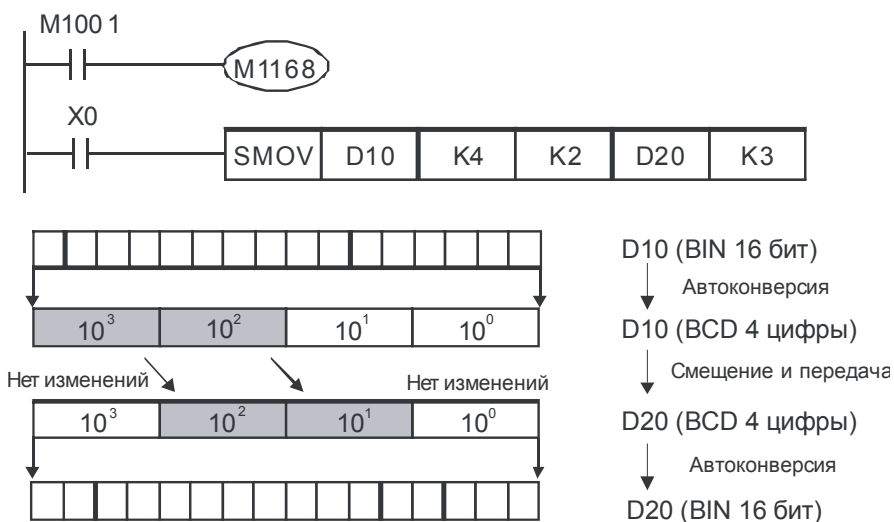 M100 1
M1168
X0
SMOV D10 K4 K2 D20 K3
D10 (BIN 16 бит)
Автоконверсия
10³ 10² 10¹ 10⁰
D10 (BCD 4 цифры)
Смещение и передача
Нет изменений Нет изменений
10³ 10² 10¹ 10⁰
D20 (BCD 4 цифры)
Автоконверсия
D20 (BIN 16 бит)